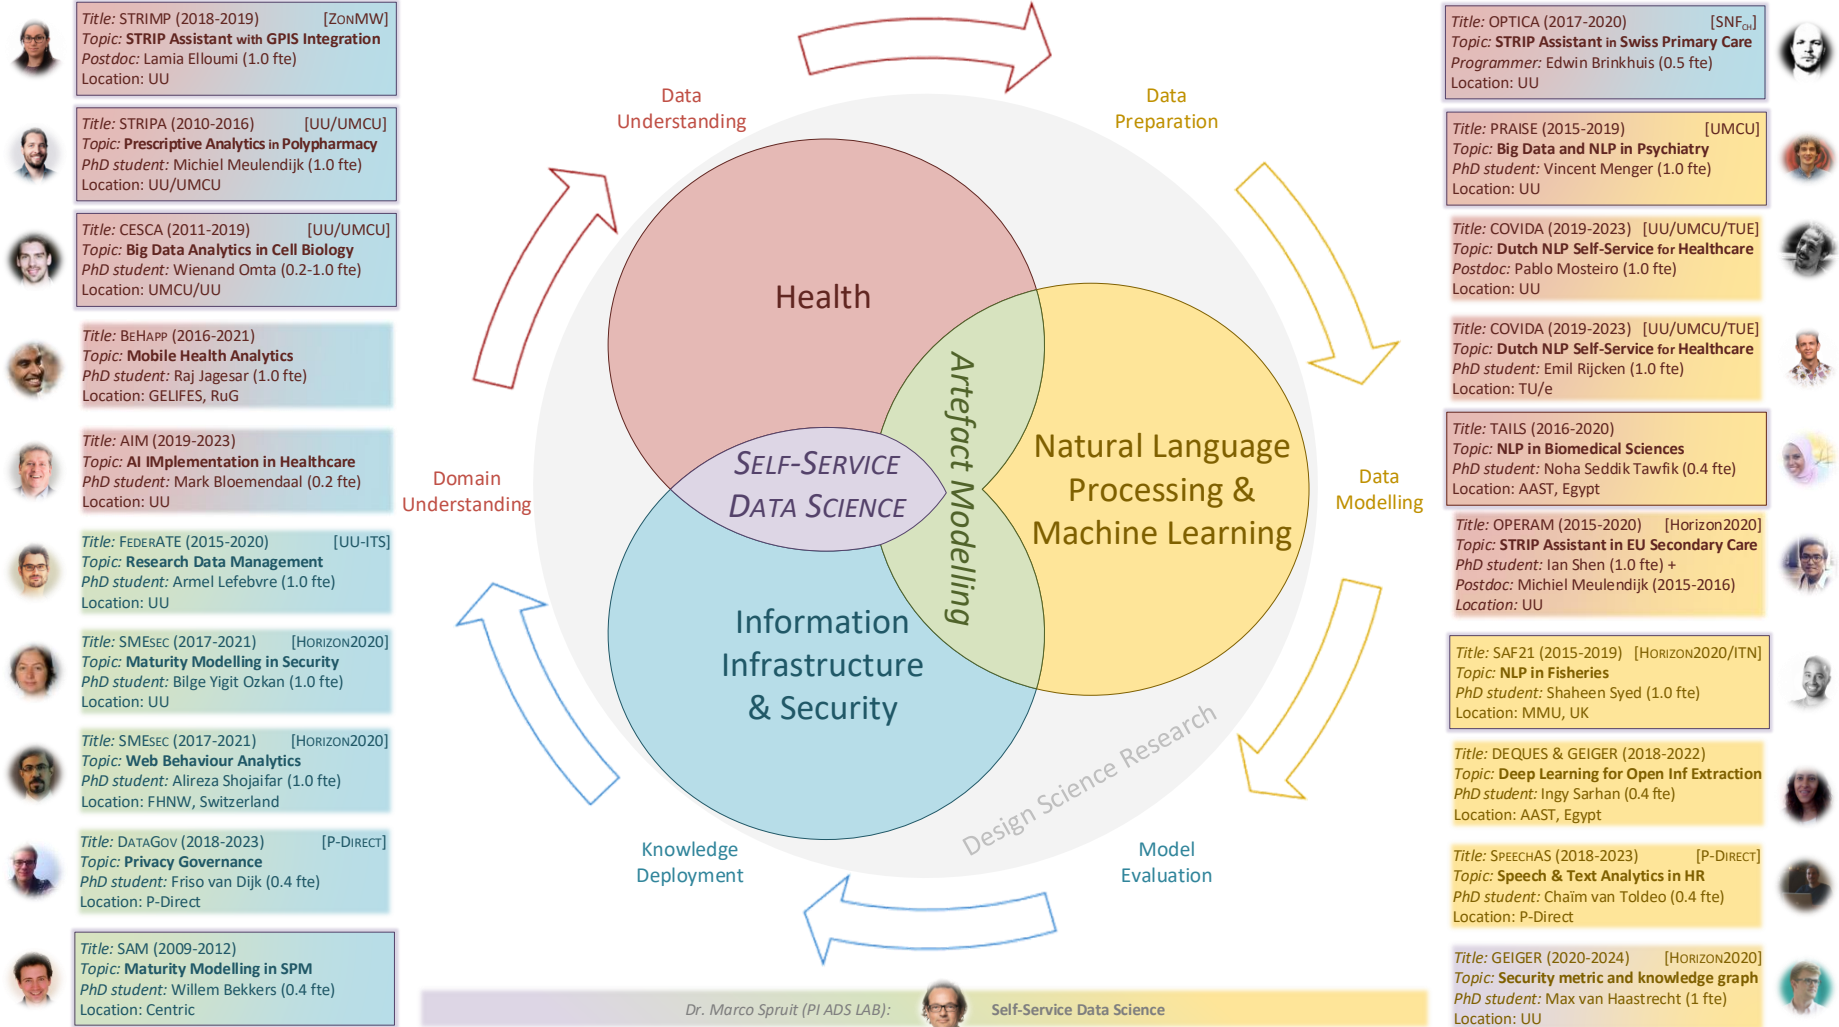 Title: STRIMP (2018-2019) [ZonMW]
Topic: STRIP Assistant with GPIS Integration
Postdoc: Lamia Elloumi (1.0 fte)
Location: UU
Title: STRIPA (2010-2016) [UU/UMCU]
Topic: Prescriptive Analytics in Polypharmacy
PhD student: Michiel Meulendijk (1.0 fte)
Location: UU/UMCU
Title: CESCA (2011-2019) [UU/UMCU]
Topic: Big Data Analytics in Cell Biology
PhD student: Wienand Omta (0.2-1.0 fte)
Location: UMCU/UU
Title: BeHapp (2016-2021)
Topic: Mobile Health Analytics
PhD student: Raj Jagesar (1.0 fte)
Location: GELIFES, RuG
Title: AIM (2019-2023)
Topic: AI IMplementation in Healthcare
PhD student: Mark Bloemendaal (0.2 fte)
Location: UU
Title: FederATE (2015-2020) [UU-ITS]
Topic: Research Data Management
PhD student: Armel Lefebvre (1.0 fte)
Location: UU
Title: SMEsec (2017-2021) [Horizon2020]
Topic: Maturity Modelling in Security
PhD student: Bilge Yigit Ozkan (1.0 fte)
Location: UU
Title: SMEsec (2017-2021) [Horizon2020]
Topic: Web Behaviour Analytics
PhD student: Alireza Shojaifar (1.0 fte)
Location: FHNW, Switzerland
Title: DataGov (2018-2023) [P-Direct]
Topic: Privacy Governance
PhD student: Friso van Dijk (0.4 fte)
Location: P-Direct
Title: SAM (2009-2012)
Topic: Maturity Modelling in SPM
PhD student: Willem Bekkers (0.4 fte)
Location: Centric
Data
Understanding
Data
Preparation
Health
Artefact Modelling
Self-Service
Data Science
Natural Language
Processing &
Machine Learning
Domain
Understanding
Data
Modelling
Information
Infrastructure
& Security
Design Science Research
Knowledge
Deployment
Model
Evaluation
Dr. Marco Spruit (PI ADS LAB): Self-Service Data Science
Title: OPTICA (2017-2020) [SNFCH]
Topic: STRIP Assistant in Swiss Primary Care
Programmer: Edwin Brinkhuis (0.5 fte)
Location: UU
Title: PRAISE (2015-2019) [UMCU]
Topic: Big Data and NLP in Psychiatry
PhD student: Vincent Menger (1.0 fte)
Location: UU
Title: COVIDA (2019-2023) [UU/UMCU/TUE]
Topic: Dutch NLP Self-Service for Healthcare
Postdoc: Pablo Mosteiro (1.0 fte)
Location: UU
Title: COVIDA (2019-2023) [UU/UMCU/TUE]
Topic: Dutch NLP Self-Service for Healthcare
PhD student: Emil Rijcken (1.0 fte)
Location: TU/e
Title: TAILS (2016-2020)
Topic: NLP in Biomedical Sciences
PhD student: Noha Seddik Tawfik (0.4 fte)
Location: AAST, Egypt
Title: OPERAM (2015-2020) [Horizon2020]
Topic: STRIP Assistant in EU Secondary Care
PhD student: Ian Shen (1.0 fte) +
Postdoc: Michiel Meulendijk (2015-2016)
Location: UU
Title: SAF21 (2015-2019) [Horizon2020/ITN]
Topic: NLP in Fisheries
PhD student: Shaheen Syed (1.0 fte)
Location: MMU, UK
Title: DEQUES & GEIGER (2018-2022)
Topic: Deep Learning for Open Inf Extraction
PhD student: Ingy Sarhan (0.4 fte)
Location: AAST, Egypt
Title: SpeechAS (2018-2023) [P-Direct]
Topic: Speech & Text Analytics in HR
PhD student: Chaïm van Toldeo (0.4 fte)
Location: P-Direct
Title: GEIGER (2020-2024) [Horizon2020]
Topic: Security metric and knowledge graph
PhD student: Max van Haastrecht (1 fte)
Location: UU